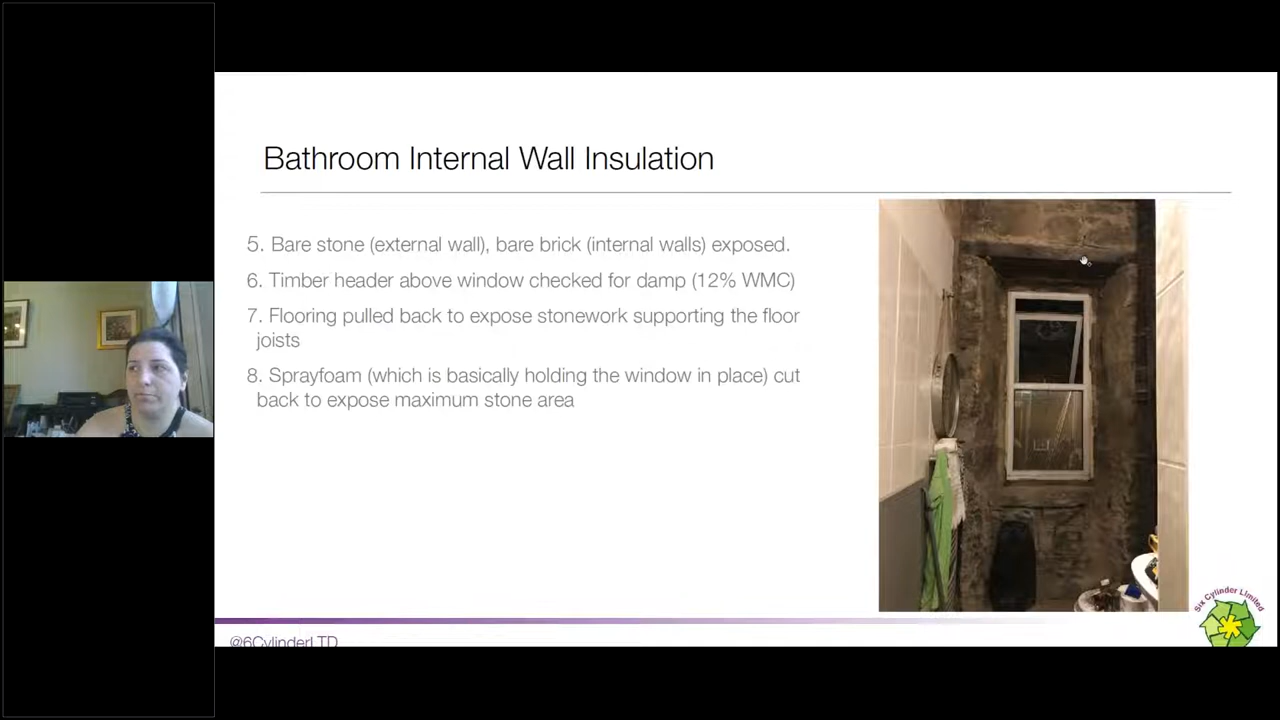 Bathroom Internal Wall Insulation
5. Bare stone (external wall), bare brick (internal walls) exposed.
6. Timber header above window checked for damp (12% WMC)
7. Flooring pulled back to expose stonework supporting the floor
joists
8. Sprayfoam (which is basically holding the window in place) cut
back to expose maximum stone area
Six Cylinder Limited
@6CylinderLTD